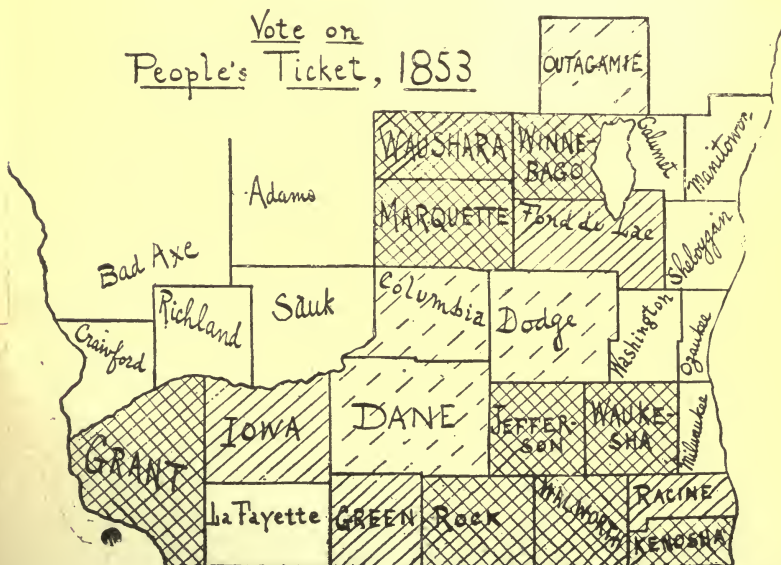 Vote on
People's Ticket, 1853
OUTAGAMIE
WAUSHARA
WINNE-
BAGO
Calumet
Manitowoc
Adams
MARQUETTE
Fond du Lac
Sheboygan
Bad Axe
Richland
Sauk
Columbia
Dodge
Washington
Ozaukee
Crawford
IOWA
DANE
JEFFER-
SON
WAUKE-
SHA
Milwaukee
GRANT
La Fayette
GREEN
ROCK
WALWORTH
RACINE
KENOSHA